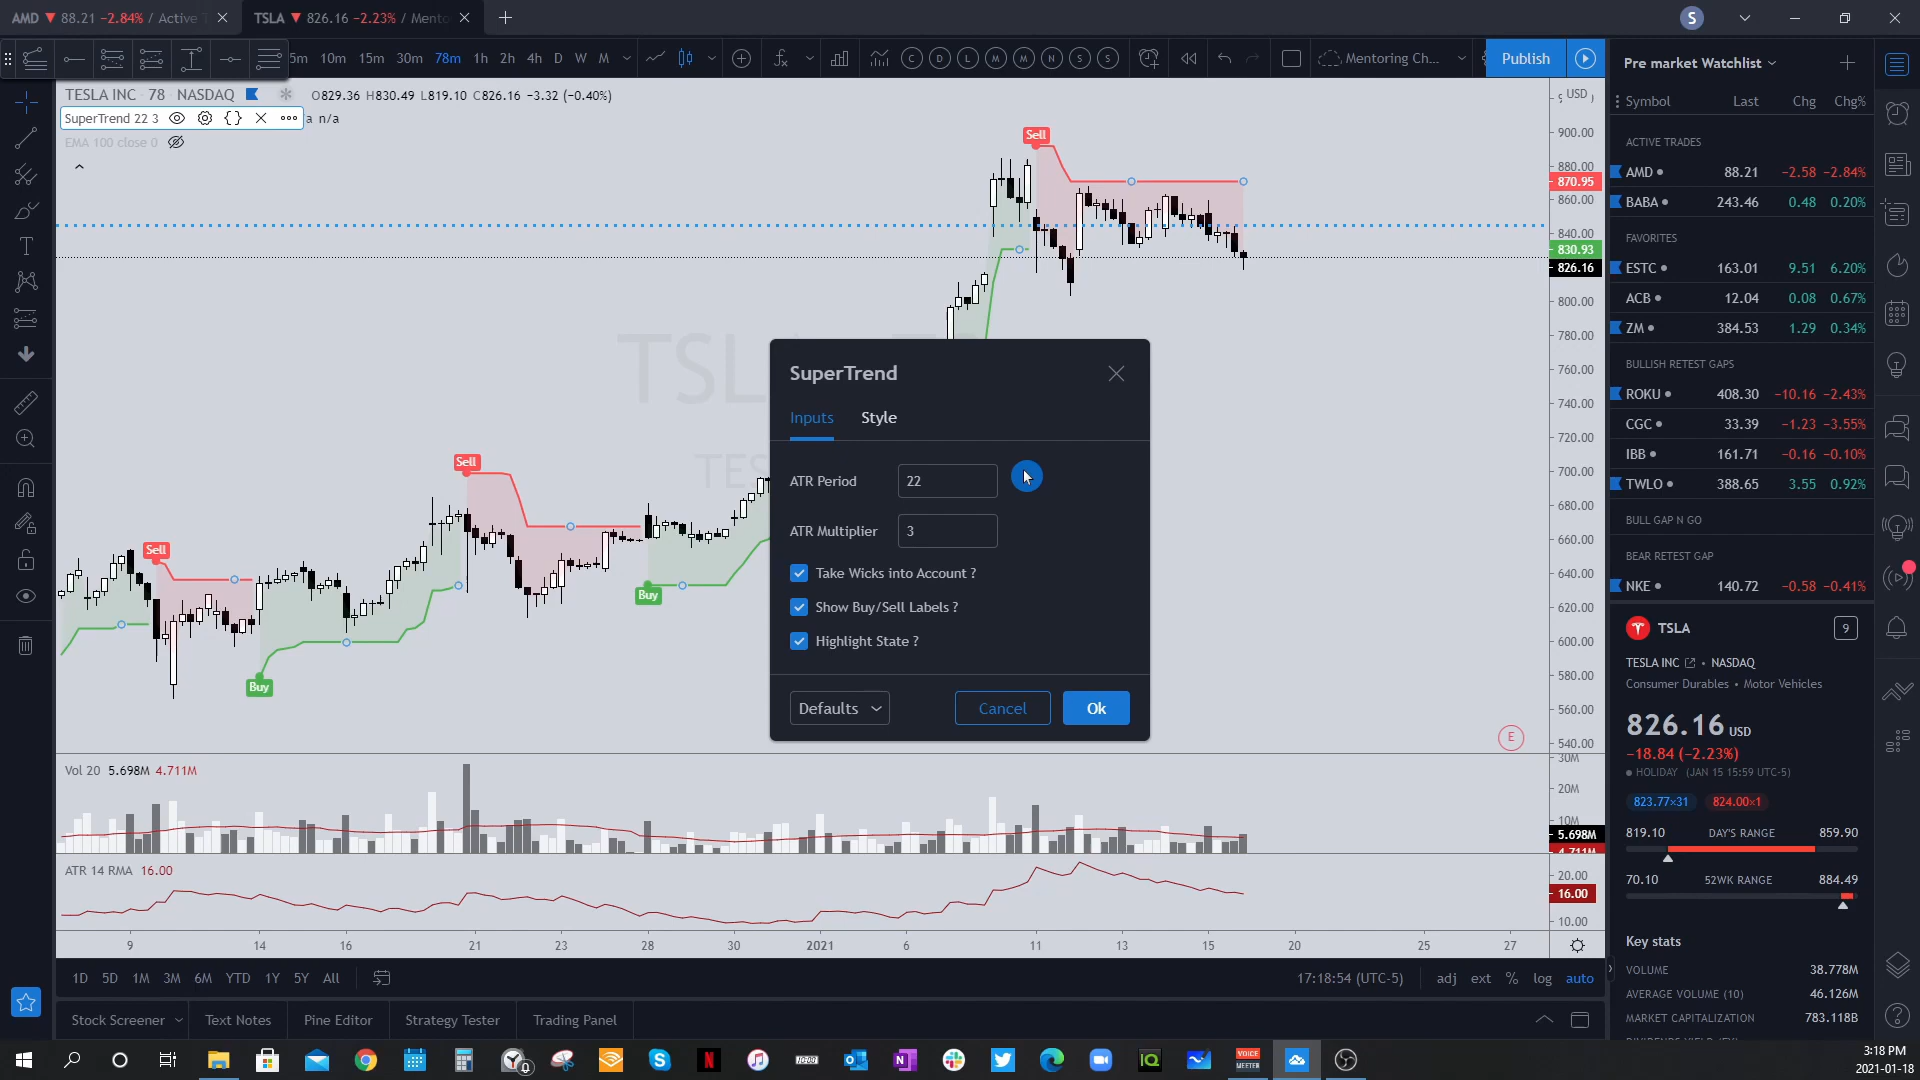 AMD ▼ 88.21 −2.84% / Active T
TSLA ▼ 826.16 −2.23% / Mento
S
5m 10m 15m 30m 78m 1h 2h 4h D W M
C D L M M N S S
Mentoring Ch...
Publish
TESLA INC · 78 · NASDAQ
O829.36 H830.49 L819.10 C826.16 −3.32 (−0.40%)
SuperTrend 22 3
a n/a
EMA 100 close 0
Sell
Sell
Sell
Buy
Buy
USD
900.00
880.00
870.95
860.00
840.00
830.93
826.16
800.00
780.00
760.00
740.00
720.00
700.00
680.00
660.00
640.00
620.00
600.00
580.00
560.00
540.00
E
SuperTrend
Inputs Style
ATR Period 22
ATR Multiplier 3
Take Wicks into Account ?
Show Buy/Sell Labels ?
Highlight State ?
Defaults
Cancel
Ok
Vol 20 5.698M 4.711M
30M
20M
10M
5.698M
4.711M
ATR 14 RMA 16.00
20.00
16.00
10.00
9 14 16 21 23 28 30 2021 6 11 13 15 20 25 27
1D 5D 1M 3M 6M YTD 1Y 5Y All
17:18:54 (UTC-5)
adj ext % log auto
Stock Screener Text Notes Pine Editor Strategy Tester Trading Panel
Pre market Watchlist
Symbol Last Chg Chg%
ACTIVE TRADES
AMD 88.21 −2.58 −2.84%
BABA 243.46 0.48 0.20%
FAVORITES
ESTC 163.01 9.51 6.20%
ACB 12.04 0.08 0.67%
ZM 384.53 1.29 0.34%
BULLISH RETEST GAPS
ROKU 408.30 −10.16 −2.43%
CGC 33.39 −1.23 −3.55%
IBB 161.71 −0.16 −0.10%
TWLO 388.65 3.55 0.92%
BULL GAP N GO
BEAR RETEST GAP
NKE 140.72 −0.58 −0.41%
TSLA
9
TESLA INC • NASDAQ
Consumer Durables • Motor Vehicles
826.16 USD
−18.84 (−2.23%)
HOLIDAY (JAN 15 15:59 UTC-5)
823.77×31 824.00×1
819.10 DAY'S RANGE 859.90
70.10 52WK RANGE 884.49
Key stats
VOLUME 38.778M
AVERAGE VOLUME (10) 46.126M
MARKET CAPITALIZATION 783.118B
VOICE MEETER
3:18 PM
2021-01-18